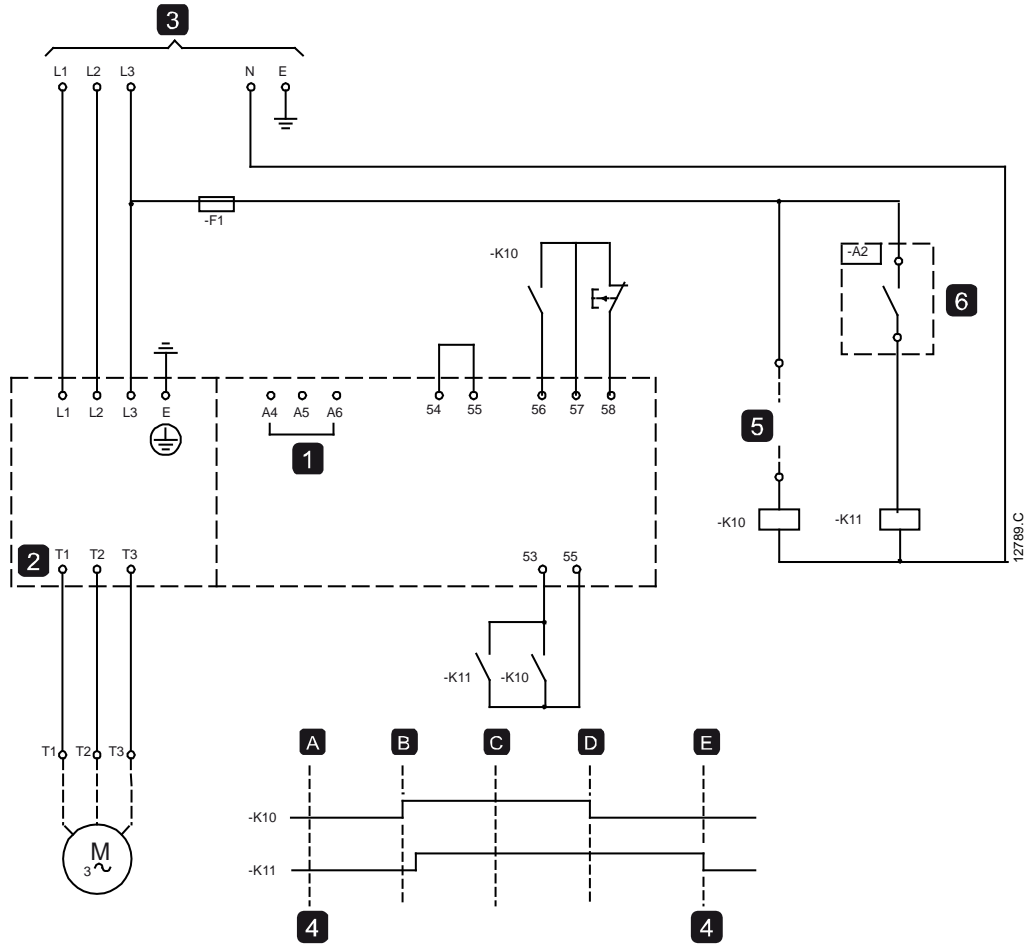 3
L1 L2 L3 N E
-F1
-K10
-A2
6
L1 L2 L3 E A4 A5 A6 54 55 56 57 58
1
5
-K10 -K11
12789.C
2 T1 T2 T3 53 55
-K11 -K10
T1 T2 T3
A B C D E
-K10
M
3
-K11
4 4